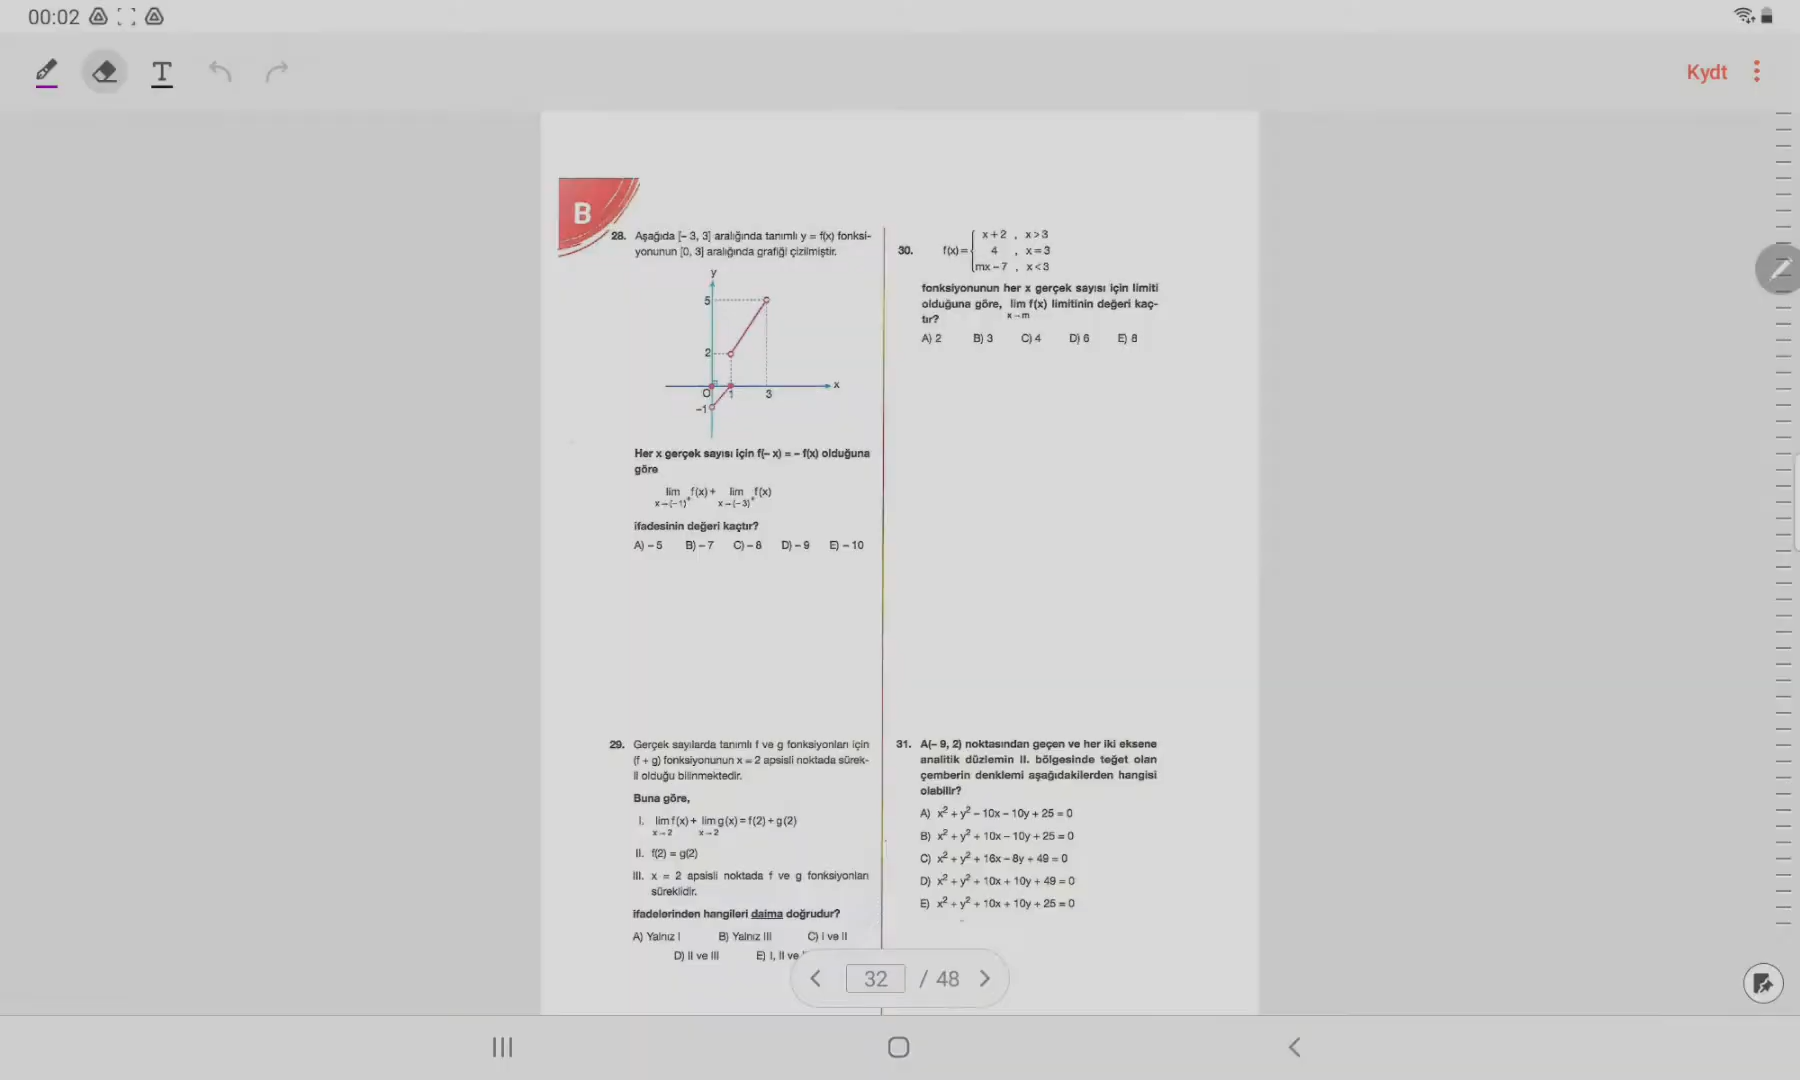 00:02
T
Kydt
B
28. Aşağıda [– 3, 3] aralığında tanımlı y = f(x) fonksi-
yonunun [0, 3] aralığında grafiği çizilmiştir.
y
5
2
O
1
3
x
–1
Her x gerçek sayısı için f(– x) = – f(x) olduğuna
göre
lim f(x) + lim f(x)
x→(–1)⁺ x→(–3)⁺
ifadesinin değeri kaçtır?
A) – 5 B) – 7 C) – 8 D) – 9 E) – 10
29. Gerçek sayılarda tanımlı f ve g fonksiyonları için
(f + g) fonksiyonunun x = 2 apsisli noktada sürek-
li olduğu bilinmektedir.
Buna göre,
I. lim f(x) + lim g(x) = f(2) + g(2)
x→2 x→2
II. f(2) = g(2)
III. x = 2 apsisli noktada f ve g fonksiyonları
süreklidir.
ifadelerinden hangileri daima doğrudur?
A) Yalnız I B) Yalnız III C) I ve II
D) II ve III E) I, II ve
30. f(x) = { x + 2 , x > 3
4 , x = 3
mx – 7 , x < 3
fonksiyonunun her x gerçek sayısı için limiti
olduğuna göre, lim f(x) limitinin değeri kaç-
x→m
tır?
A) 2 B) 3 C) 4 D) 6 E) 8
31. A(– 9, 2) noktasından geçen ve her iki eksene
analitik düzlemin II. bölgesinde teğet olan
çemberin denklemi aşağıdakilerden hangisi
olabilir?
A) x² + y² – 10x – 10y + 25 = 0
B) x² + y² + 10x – 10y + 25 = 0
C) x² + y² + 16x – 8y + 49 = 0
D) x² + y² + 10x + 10y + 49 = 0
E) x² + y² + 10x + 10y + 25 = 0
32 / 48